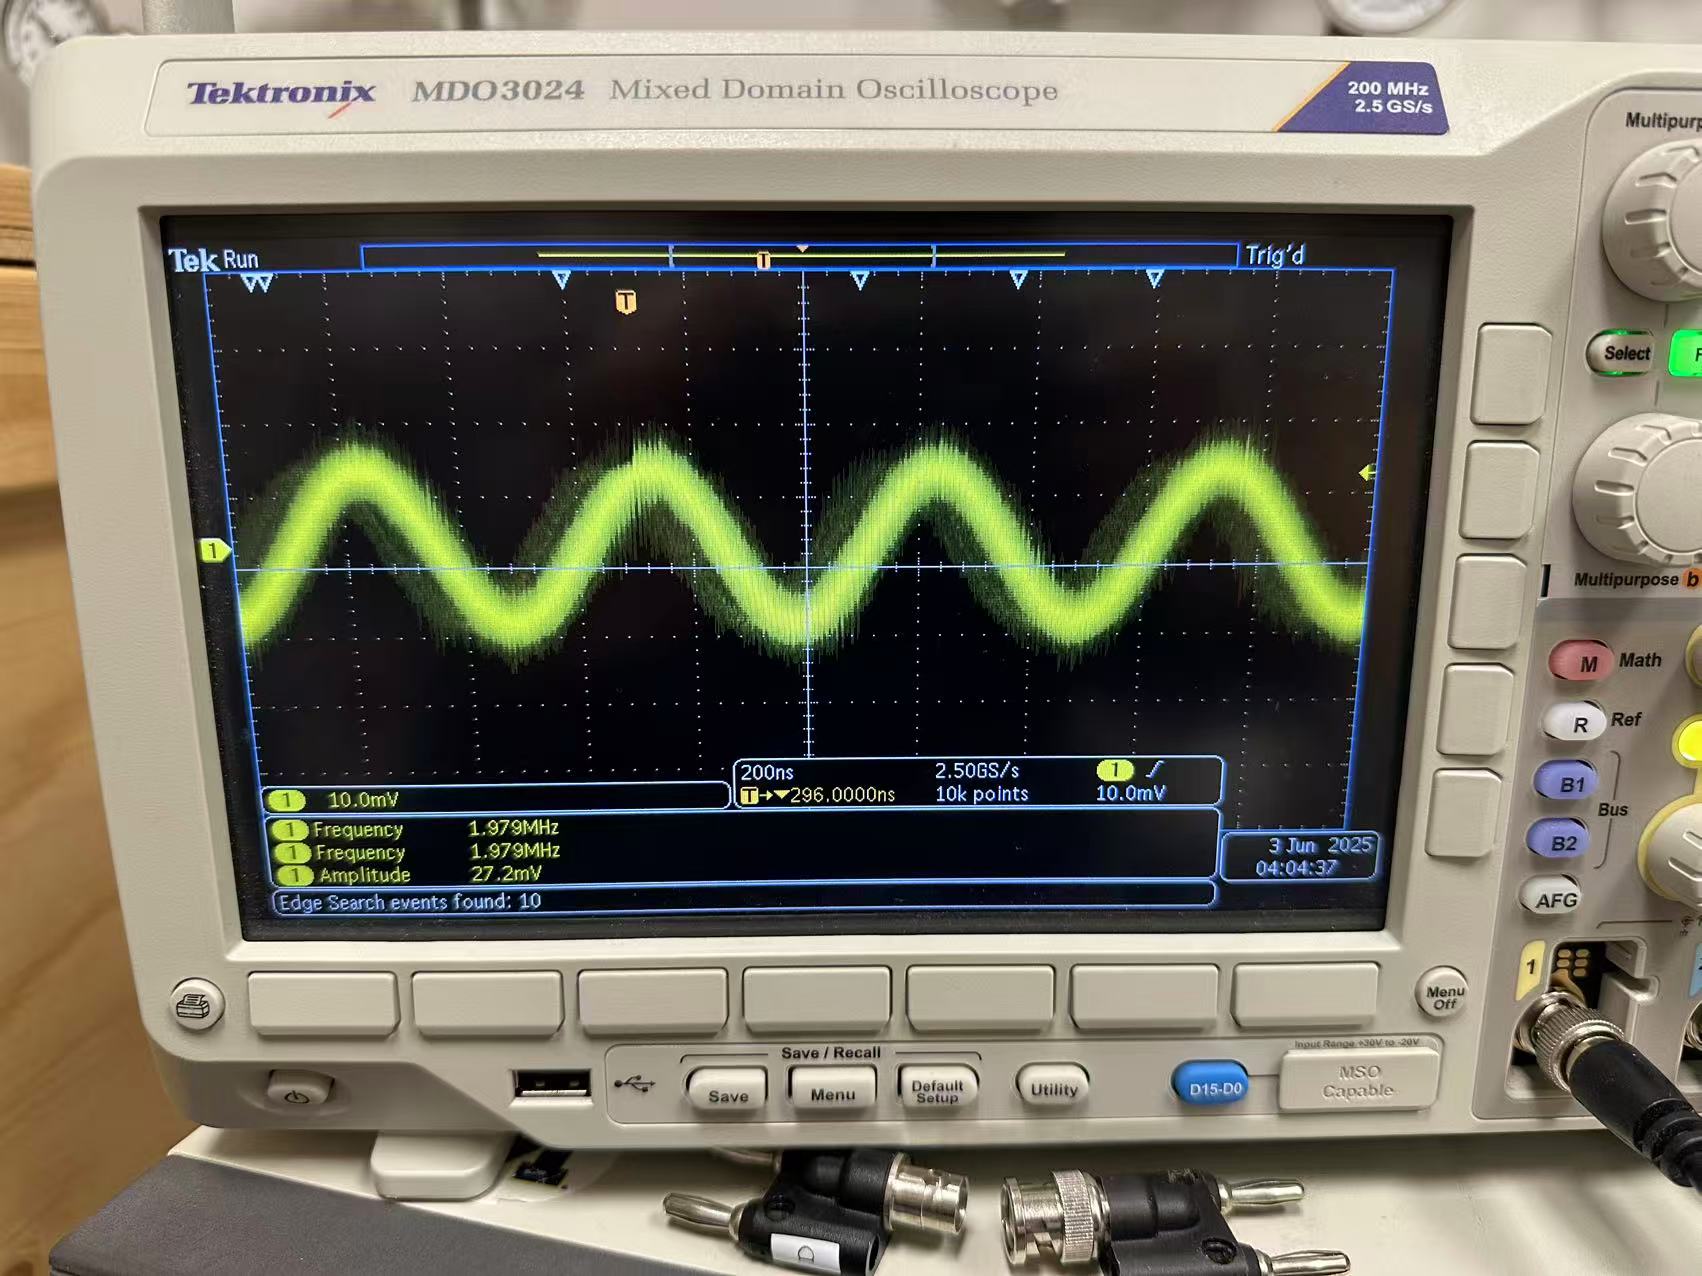 Tektronix MDO3024 Mixed Domain Oscilloscope
200 MHz
2.5 GS/s
Tek Run
Trig'd
T
1
1 10.0mV
200ns 2.50GS/s 1
T→▼296.0000ns 10k points 10.0mV
1 Frequency 1.979MHz
1 Frequency 1.979MHz
1 Amplitude 27.2mV
Edge Search events found: 10
3 Jun 2025
04:04:37
Select
Multipurpose b
M Math
R Ref
B1
Bus
B2
AFG
1
Menu
Off
Save / Recall
Save
Menu
Default
Setup
Utility
D15-D0
Input Range +30V to -20V
MSO
Capable